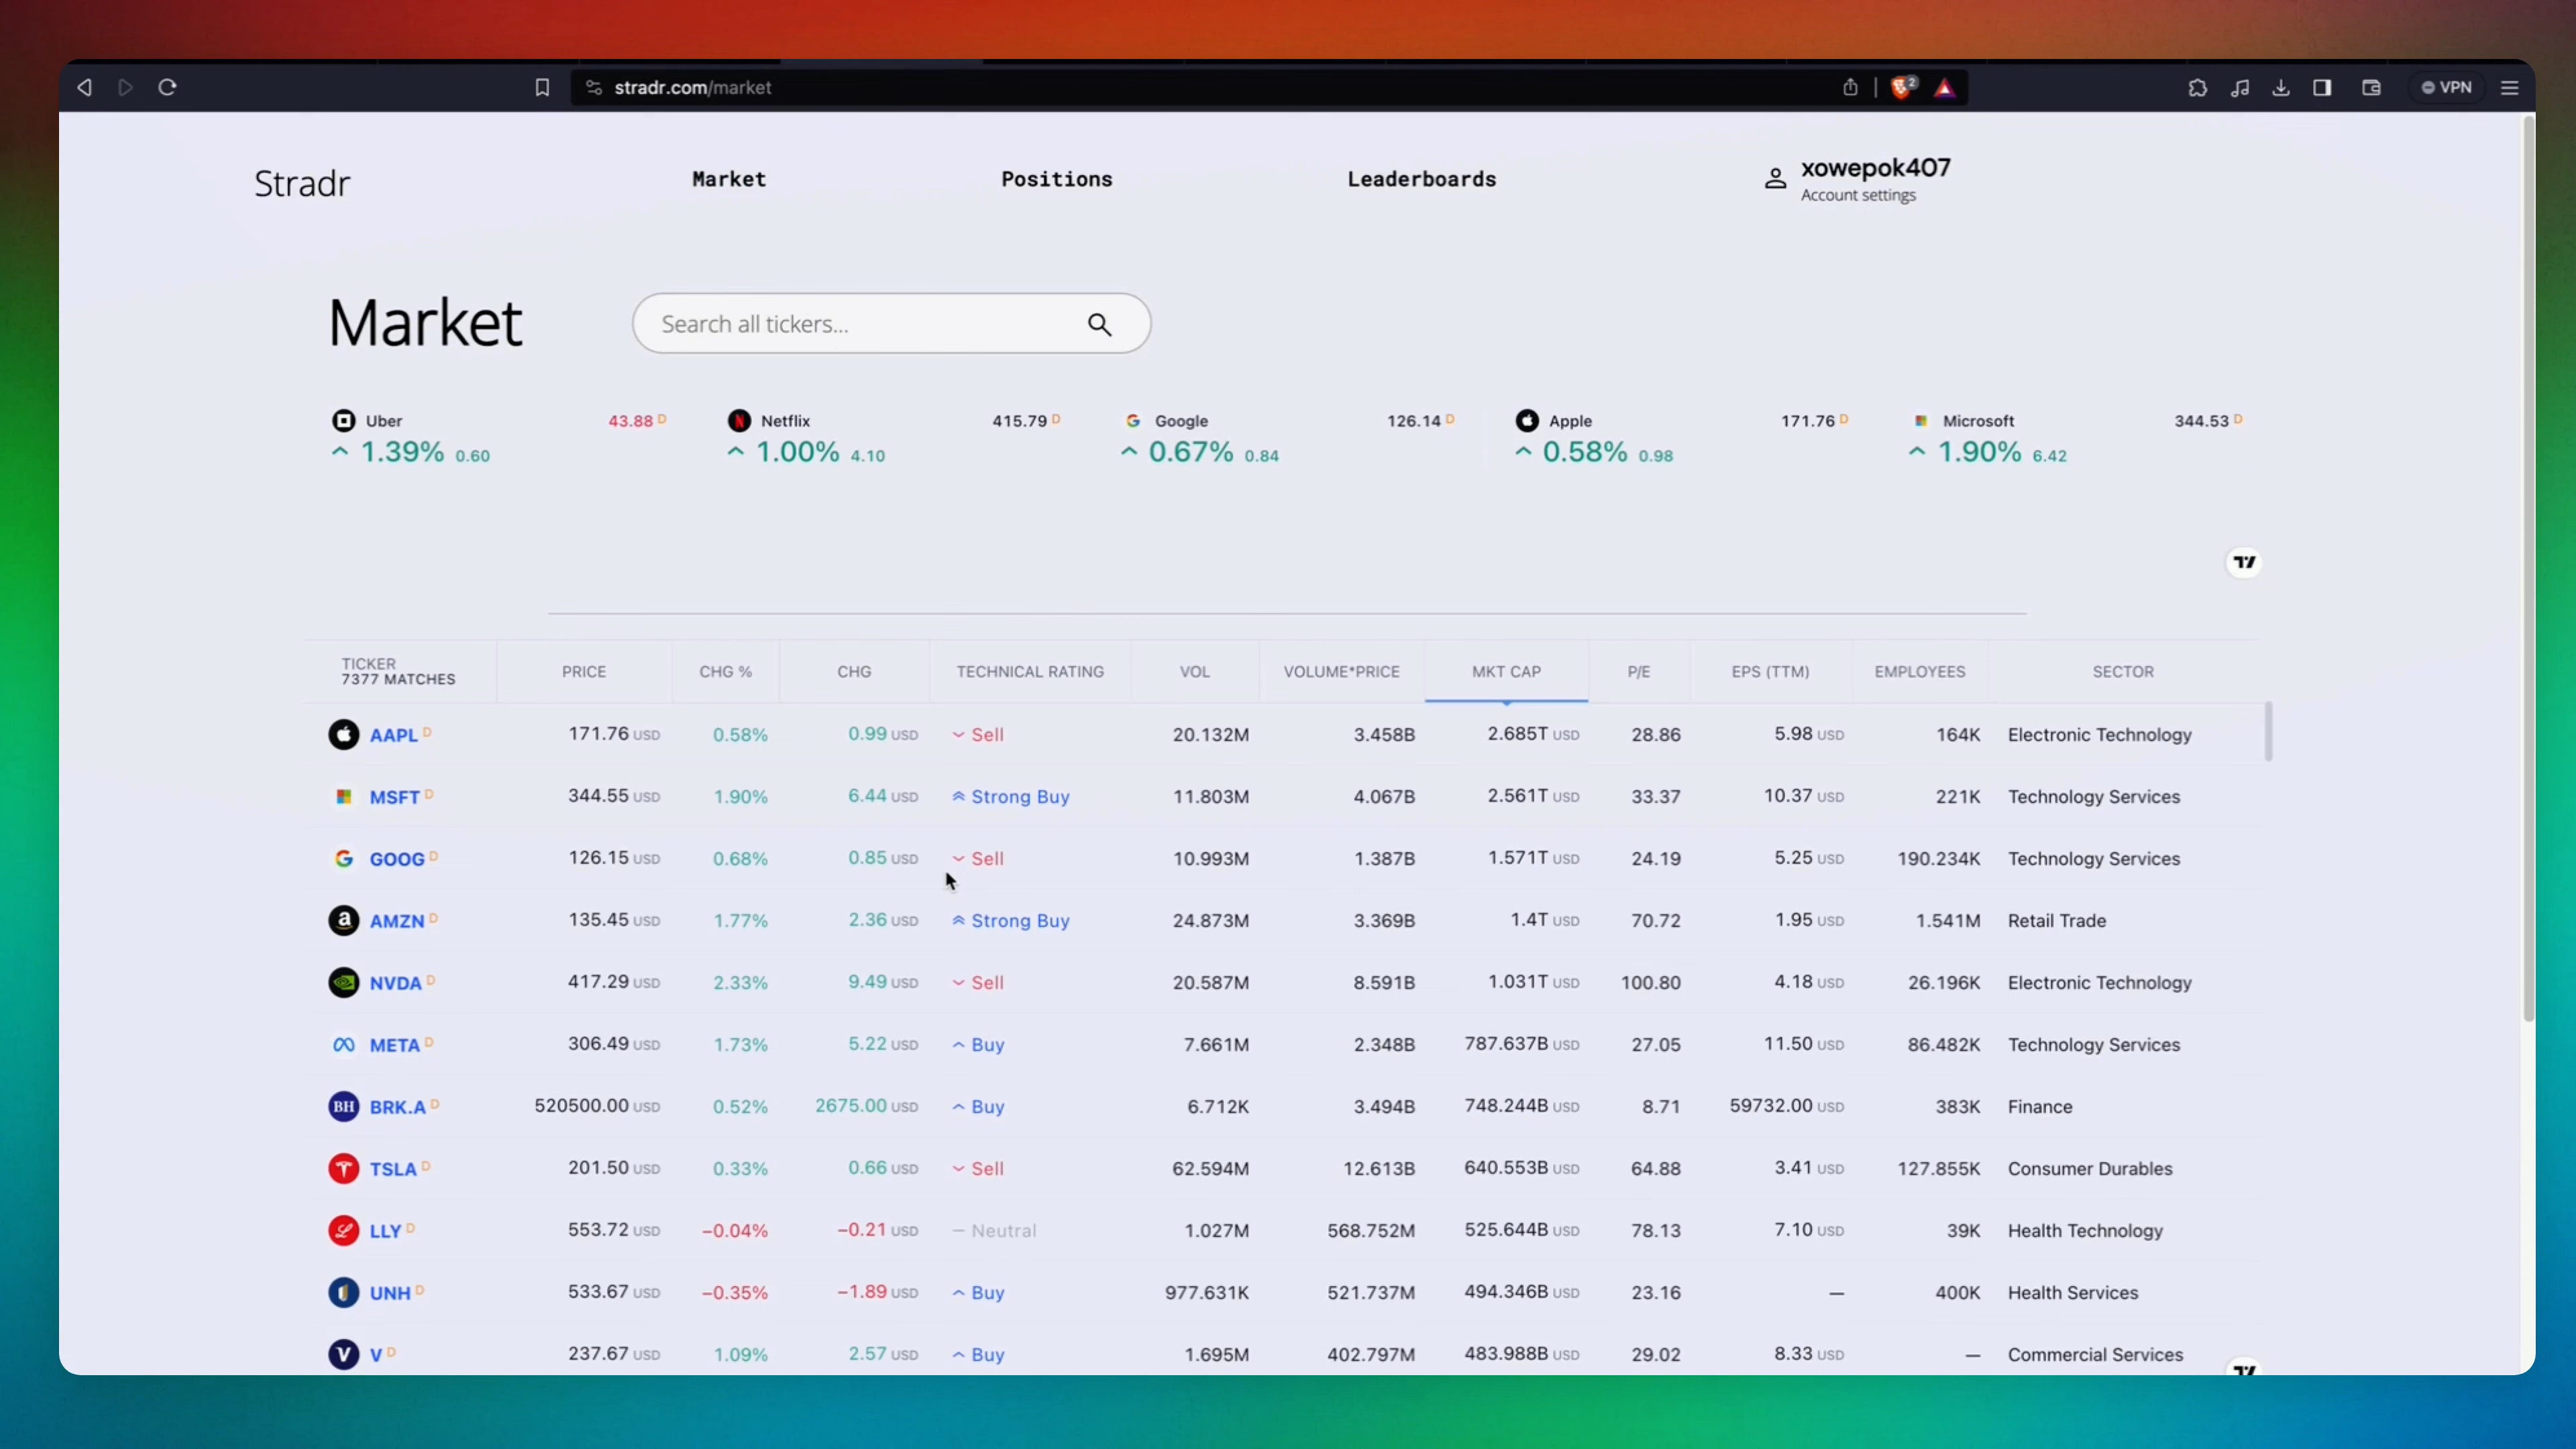 stradr.com/market
2
VPN
Stradr
Market
Positions
Leaderboards
xowepok407
Account settings
Market
Search all tickers...
Uber 43.88 D
1.39% 0.60
Netflix 415.79 D
1.00% 4.10
Google 126.14 D
0.67% 0.84
Apple 171.76 D
0.58% 0.98
Microsoft 344.53 D
1.90% 6.42
TICKER
7377 MATCHES
PRICE CHG % CHG TECHNICAL RATING VOL VOLUME*PRICE MKT CAP P/E EPS (TTM) EMPLOYEES SECTOR
AAPL D 171.76 USD 0.58% 0.99 USD Sell 20.132M 3.458B 2.685T USD 28.86 5.98 USD 164K Electronic Technology
MSFT D 344.55 USD 1.90% 6.44 USD Strong Buy 11.803M 4.067B 2.561T USD 33.37 10.37 USD 221K Technology Services
GOOG D 126.15 USD 0.68% 0.85 USD Sell 10.993M 1.387B 1.571T USD 24.19 5.25 USD 190.234K Technology Services
a AMZN D 135.45 USD 1.77% 2.36 USD Strong Buy 24.873M 3.369B 1.4T USD 70.72 1.95 USD 1.541M Retail Trade
NVDA D 417.29 USD 2.33% 9.49 USD Sell 20.587M 8.591B 1.031T USD 100.80 4.18 USD 26.196K Electronic Technology
META D 306.49 USD 1.73% 5.22 USD Buy 7.661M 2.348B 787.637B USD 27.05 11.50 USD 86.482K Technology Services
BH BRK.A D 520500.00 USD 0.52% 2675.00 USD Buy 6.712K 3.494B 748.244B USD 8.71 59732.00 USD 383K Finance
TSLA D 201.50 USD 0.33% 0.66 USD Sell 62.594M 12.613B 640.553B USD 64.88 3.41 USD 127.855K Consumer Durables
LLY D 553.72 USD −0.04% −0.21 USD — Neutral 1.027M 568.752M 525.644B USD 78.13 7.10 USD 39K Health Technology
UNH D 533.67 USD −0.35% −1.89 USD Buy 977.631K 521.737M 494.346B USD 23.16 — 400K Health Services
V V D 237.67 USD 1.09% 2.57 USD Buy 1.695M 402.797M 483.988B USD 29.02 8.33 USD — Commercial Services